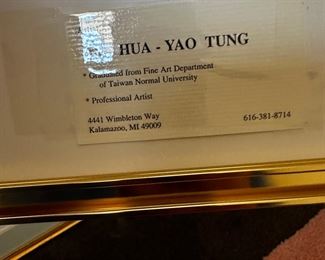 HUA - YAO TUNG
* Graduated from Fine Art Department
of Taiwan Normal University
* Professional Artist
4441 Wimbleton Way
Kalamazoo, MI 49009
616-381-8714